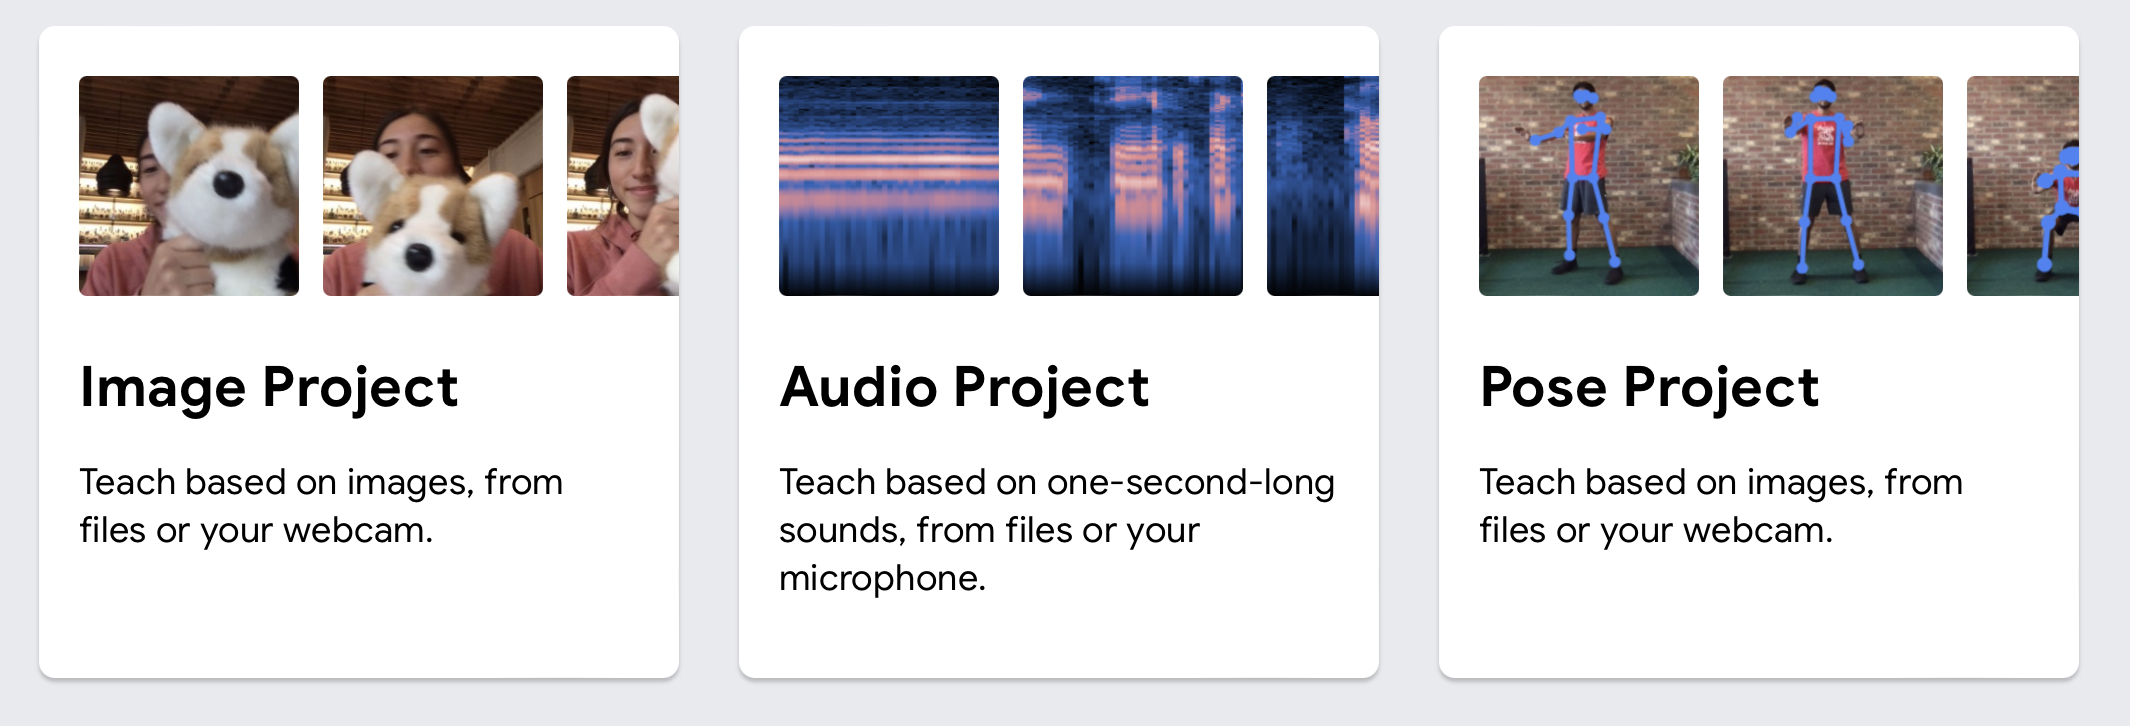 Image Project
Teach based on images, from
files or your webcam.
Audio Project
Teach based on one-second-long
sounds, from files or your
microphone.
Pose Project
Teach based on images, from
files or your webcam.